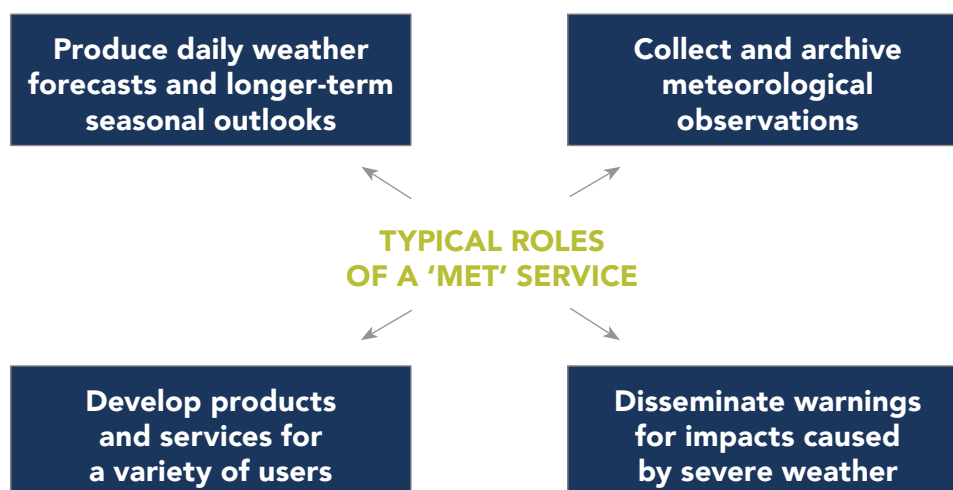 Produce daily weather
forecasts and longer-term
seasonal outlooks
Collect and archive
meteorological
observations
TYPICAL ROLES
OF A ‘MET’ SERVICE
Develop products
and services for
a variety of users
Disseminate warnings
for impacts caused
by severe weather